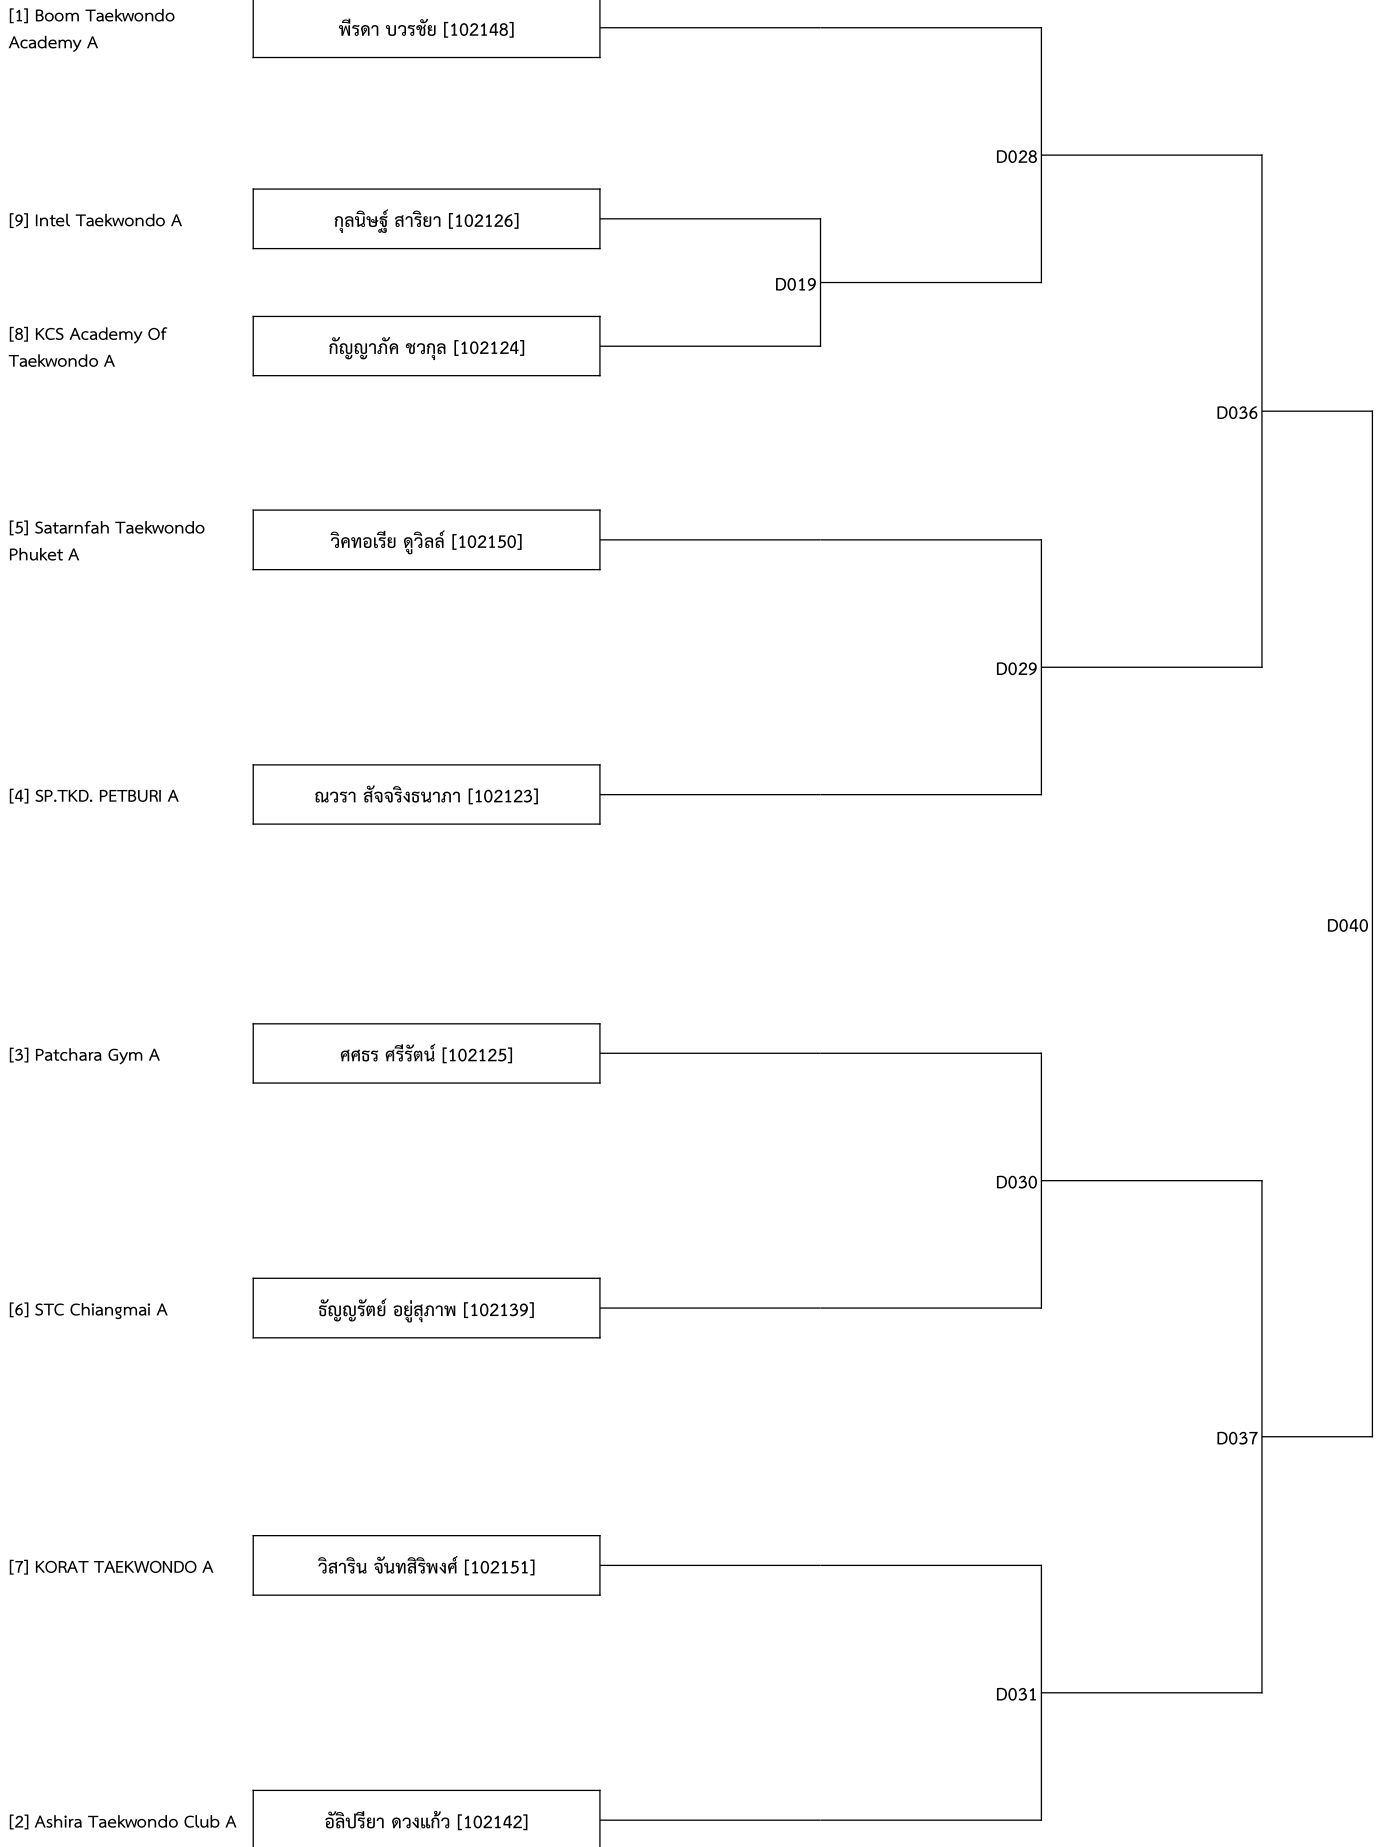 [1] Boom Taekwondo
Academy A
พีรดา บวรชัย [102148]
D028
[9] Intel Taekwondo A
กุลนิษฐ์ สาริยา [102126]
D019
[8] KCS Academy Of
Taekwondo A
กัญญาภัค ชวกุล [102124]
D036
[5] Satarnfah Taekwondo
Phuket A
วิคทอเรีย ดูวิลล์ [102150]
D029
[4] SP.TKD. PETBURI A
ณวรา สัจจริงธนาภา [102123]
D040
[3] Patchara Gym A
ศศธร ศรีรัตน์ [102125]
D030
[6] STC Chiangmai A
ธัญญรัตย์ อยู่สุภาพ [102139]
D037
[7] KORAT TAEKWONDO A
วิสาริน จันทสิริพงศ์ [102151]
D031
[2] Ashira Taekwondo Club A
อัลิปรียา ดวงแก้ว [102142]